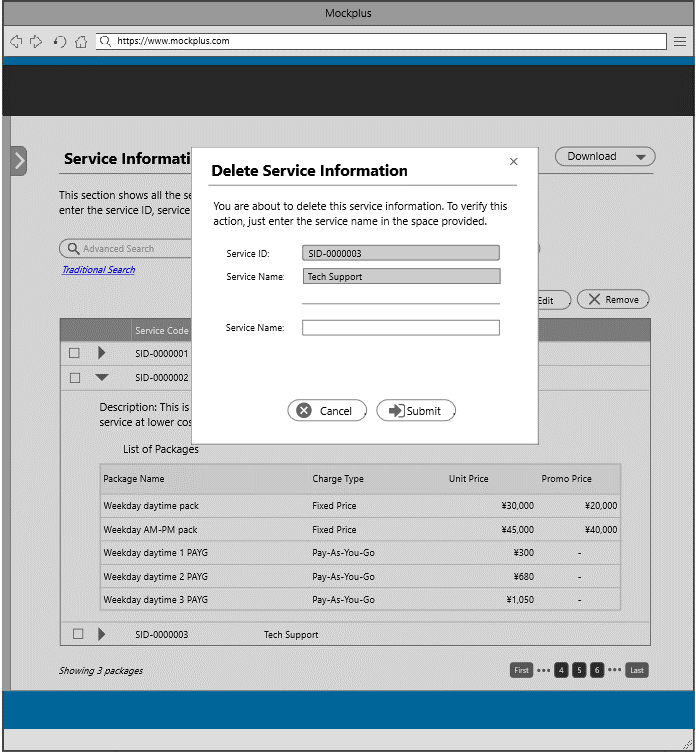 Mockplus
https://www.mockplus.com
Service Informati
Download
This section shows all the se
enter the service ID, service
Advanced Search
Traditional Search
Edit
Remove
Delete Service Information
You are about to delete this service information. To verify this
action, just enter the service name in the space provided.
Service ID: SID-0000003
Service Name: Tech Support
Service Name:
Cancel Submit
Service Code
SID-0000001
SID-0000002
Description: This is
service at lower cos
List of Packages
Package Name Charge Type Unit Price Promo Price
Weekday daytime pack Fixed Price ¥30,000 ¥20,000
Weekday AM-PM pack Fixed Price ¥45,000 ¥40,000
Weekday daytime 1 PAYG Pay-As-You-Go ¥300 -
Weekday daytime 2 PAYG Pay-As-You-Go ¥680 -
Weekday daytime 3 PAYG Pay-As-You-Go ¥1,050 -
SID-0000003 Tech Support
Showing 3 packages
First ••• 4 5 6 ••• Last